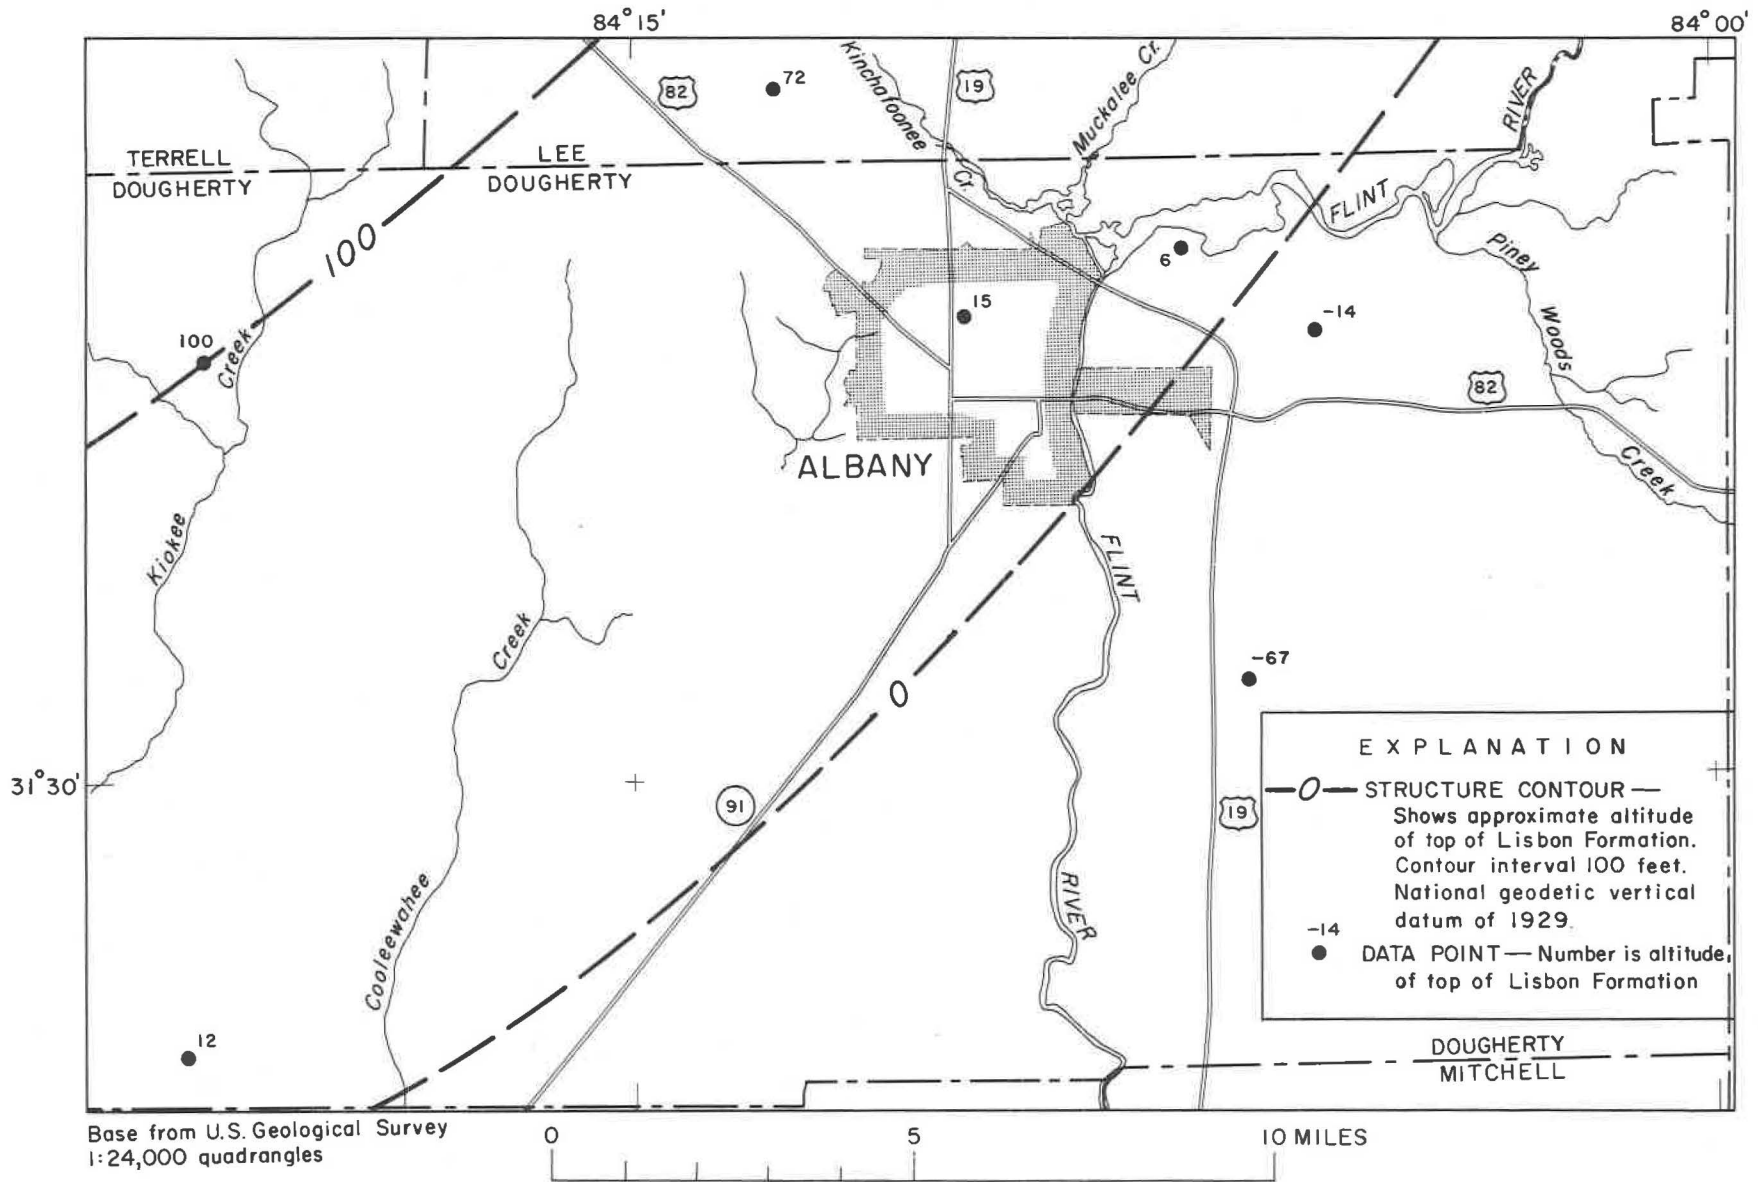 84°15'
84°00'
Kinchafoonee
Cr.
Muckalee Cr.
RIVER
82
72
19
TERRELL
DOUGHERTY
LEE
DOUGHERTY
FLINT
100
6
Piney
Woods
Creek
15
-14
100
Creek
82
ALBANY
Kiokee
FLINT
Creek
-67
0
EXPLANATION
31°30'
0 STRUCTURE CONTOUR —
Shows approximate altitude
of top of Lisbon Formation.
Contour interval 100 feet.
National geodetic vertical
datum of 1929.
91
19
Cooleewahee
RIVER
-14
DATA POINT — Number is altitude
of top of Lisbon Formation
12
DOUGHERTY
MITCHELL
Base from U.S. Geological Survey
1:24,000 quadrangles
0 5 10 MILES